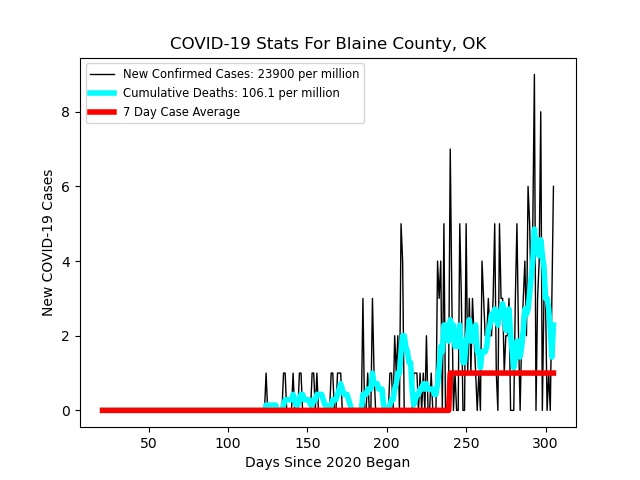 COVID-19 Stats For Blaine County, OK
New Confirmed Cases: 23900 per million
Cumulative Deaths: 106.1 per million
7 Day Case Average
New COVID-19 Cases
8
6
4
2
0
50 100 150 200 250 300
Days Since 2020 Began